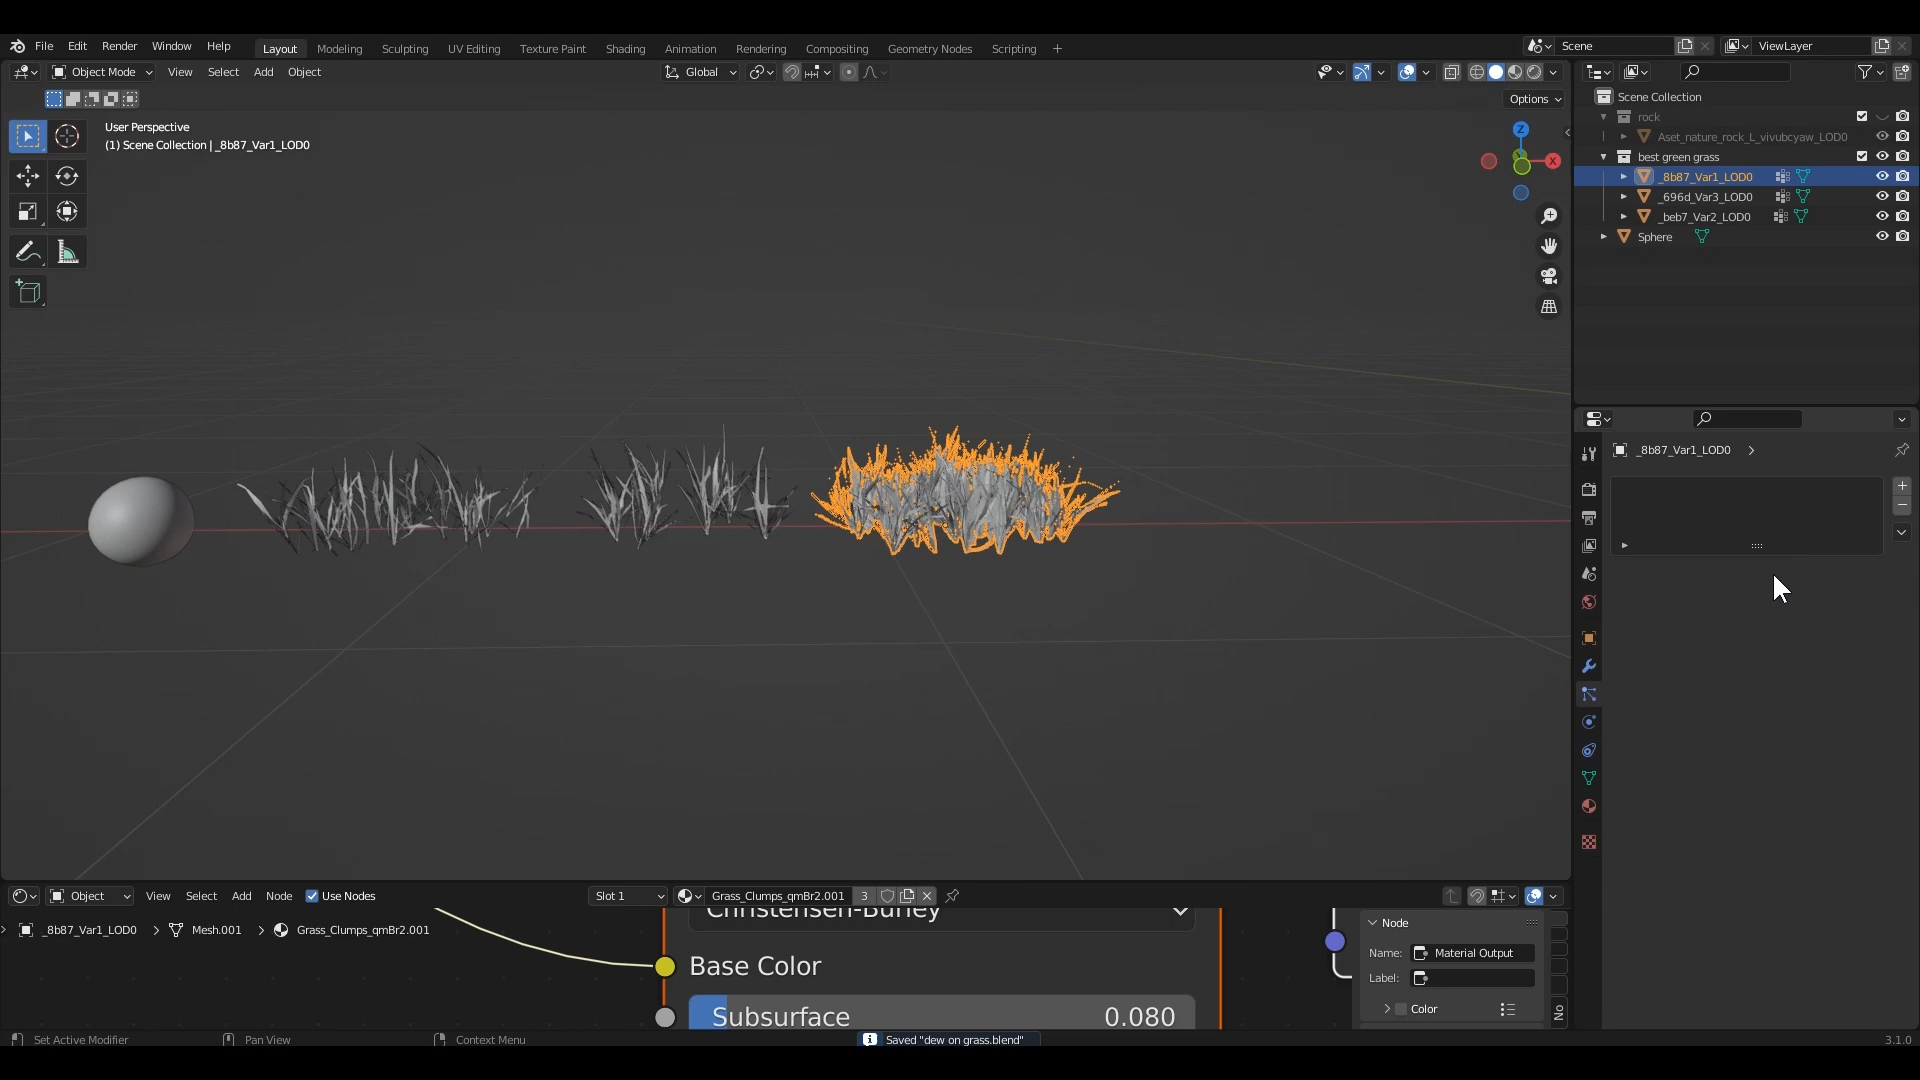 File Edit Render Window Help Layout Modeling Sculpting UV Editing Texture Paint Shading Animation Rendering Compositing Geometry Nodes Scripting + Scene ViewLayer
Object Mode View Select Add Object Global
Options
User Perspective
(1) Scene Collection | _8b87_Var1_LOD0
Z
X
Scene Collection
rock
Aset_nature_rock_L_vivubcyaw_LOD0
best green grass
_8b87_Var1_LOD0
_696d_Var3_LOD0
_beb7_Var2_LOD0
Sphere
_8b87_Var1_LOD0
Object View Select Add Node Use Nodes Slot 1 Grass_Clumps_qmBr2.001 3
_8b87_Var1_LOD0 Mesh.001 Grass_Clumps_qmBr2.001
Christensen-Burley
Base Color
Subsurface 0.080
Node
Name: Material Output
Label:
Color
No
Set Active Modifier Pan View Context Menu Saved "dew on grass.blend" 3.1.0